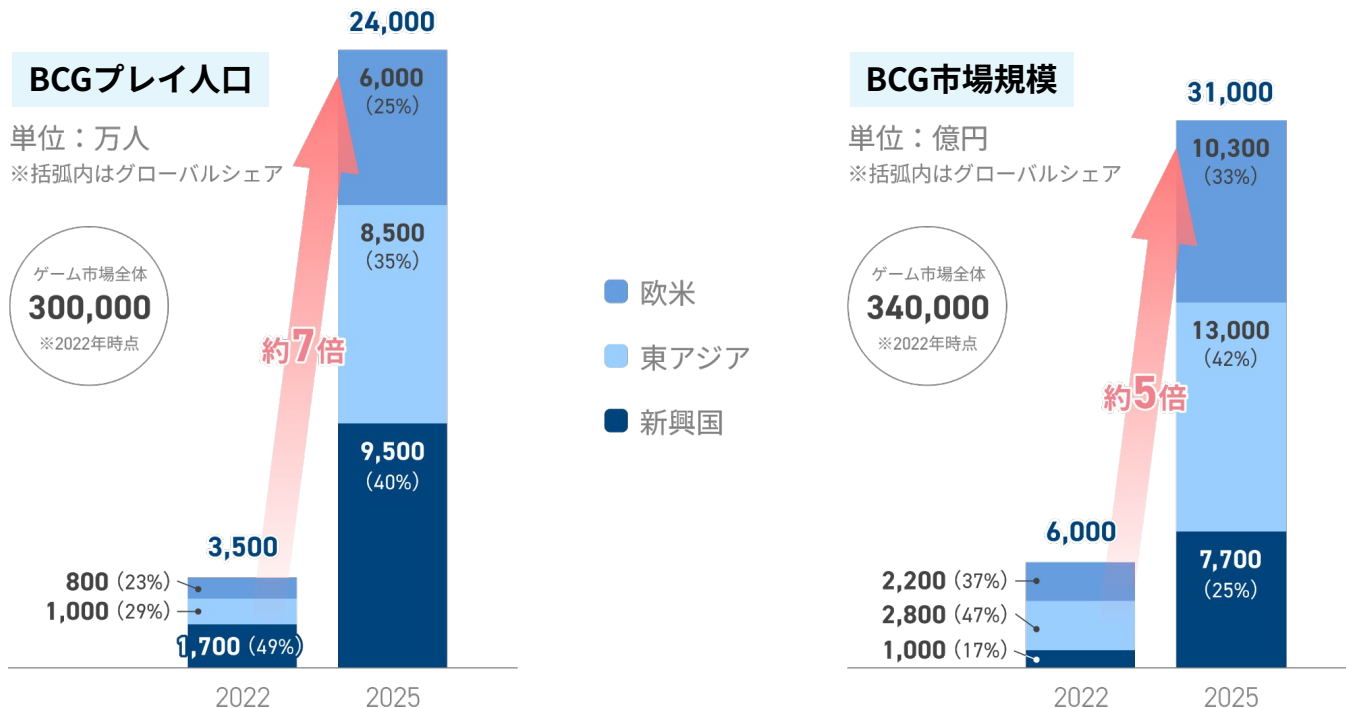 BCGプレイ人口
単位：万人
※括弧内はグローバルシェア
ゲーム市場全体
300,000
※2022年時点
約7倍
24,000
6,000
(25%)
8,500
(35%)
9,500
(40%)
3,500
800 (23%)
1,000 (29%)
1,700 (49%)
2022
2025
欧米
東アジア
新興国
BCG市場規模
単位：億円
※括弧内はグローバルシェア
ゲーム市場全体
340,000
※2022年時点
約5倍
31,000
10,300
(33%)
13,000
(42%)
7,700
(25%)
6,000
2,200 (37%)
2,800 (47%)
1,000 (17%)
2022
2025